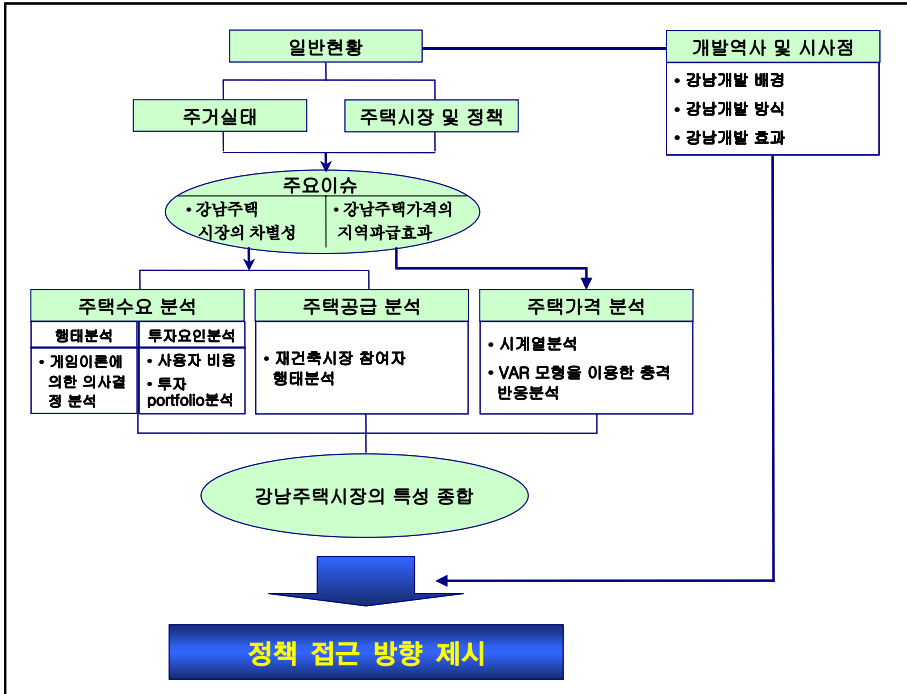 일반현황
개발역사 및 시사점
• 강남개발 배경
• 강남개발 방식
• 강남개발 효과
주거실태
주택시장 및 정책
주요이슈
• 강남주택
시장의 차별성
• 강남주택가격의
지역파급효과
주택수요 분석
행태분석
투자요인분석
• 게임이론에
의한 의사결
정 분석
• 사용자 비용
• 투자
portfolio분석
주택공급 분석
• 재건축시장 참여자
행태분석
주택가격 분석
• 시계열분석
• VAR 모형을 이용한 충격
반응분석
강남주택시장의 특성 종합
정책 접근 방향 제시